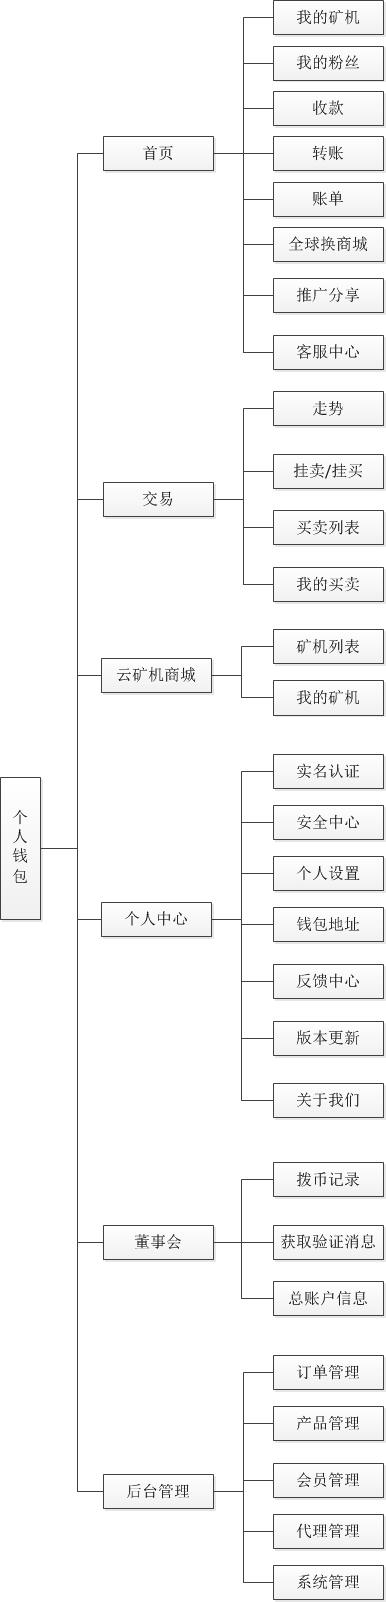 个人钱包
首页
我的矿机
我的粉丝
收款
转账
账单
全球换商城
推广分享
客服中心
交易
走势
挂卖/挂买
买卖列表
我的买卖
云矿机商城
矿机列表
我的矿机
个人中心
实名认证
安全中心
个人设置
钱包地址
反馈中心
版本更新
关于我们
董事会
拨币记录
获取验证消息
总账户信息
后台管理
订单管理
产品管理
会员管理
代理管理
系统管理